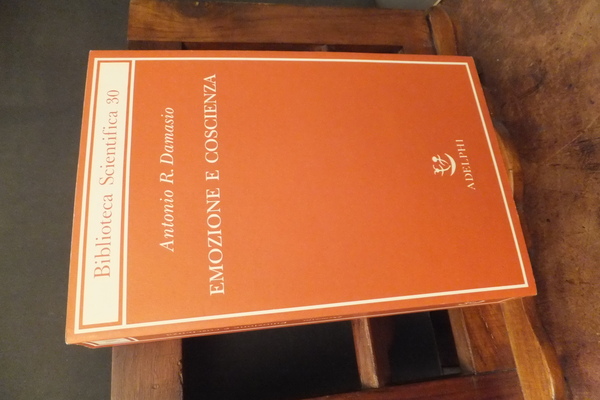 Biblioteca Scientifica 30
Antonio R. Damasio
EMOZIONE E COSCIENZA
ADELPHI